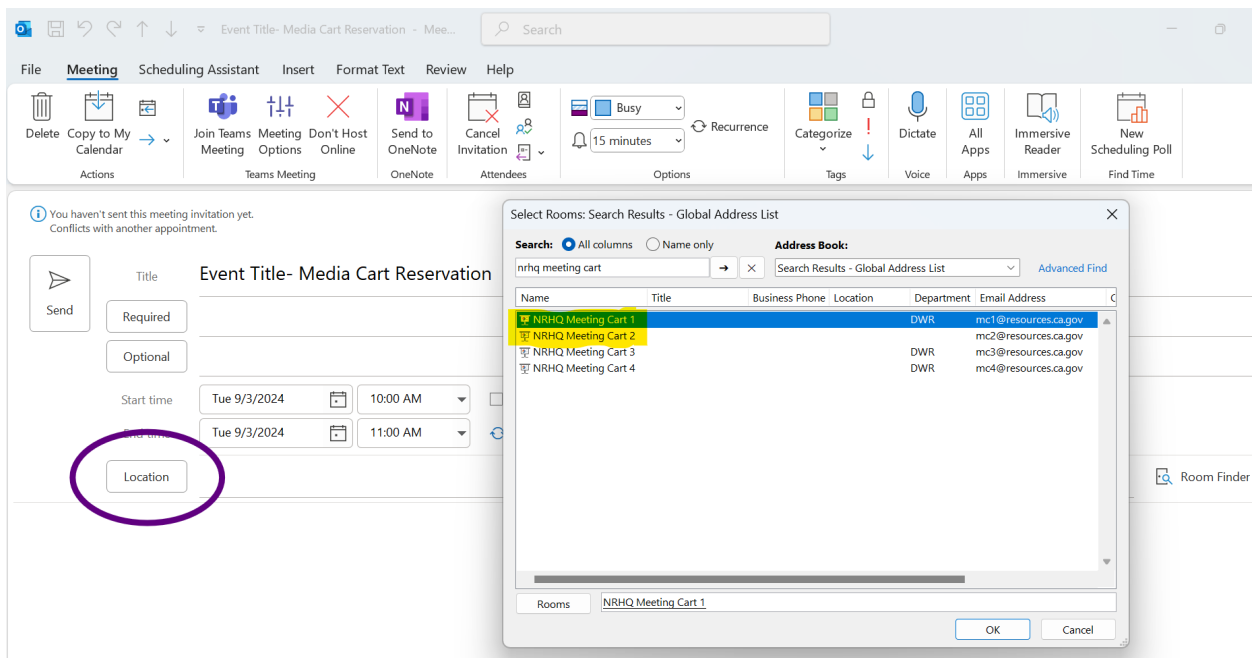 Event Title- Media Cart Reservation - Mee...
Search
File Meeting Scheduling Assistant Insert Format Text Review Help
Delete
Copy to My
Calendar
Actions
Join Teams
Meeting
Meeting
Options
Don't Host
Online
Teams Meeting
N
Send to
OneNote
OneNote
Cancel
Invitation
Attendees
Busy
15 minutes
Recurrence
Options
Categorize
Tags
Dictate
Voice
All
Apps
Apps
Immersive
Reader
Immersive
New
Scheduling Poll
Find Time
You haven't sent this meeting invitation yet.
Conflicts with another appointment.
Send
Title Event Title- Media Cart Reservation
Required
Optional
Start time Tue 9/3/2024 10:00 AM
End time Tue 9/3/2024 11:00 AM
Location
Room Finder
Select Rooms: Search Results - Global Address List
Search: All columns Name only Address Book:
nrhq meeting cart Search Results - Global Address List Advanced Find
Name Title Business Phone Location Department Email Address C
NRHQ Meeting Cart 1 DWR mc1@resources.ca.gov
NRHQ Meeting Cart 2 mc2@resources.ca.gov
NRHQ Meeting Cart 3 DWR mc3@resources.ca.gov
NRHQ Meeting Cart 4 DWR mc4@resources.ca.gov
Rooms NRHQ Meeting Cart 1
OK Cancel